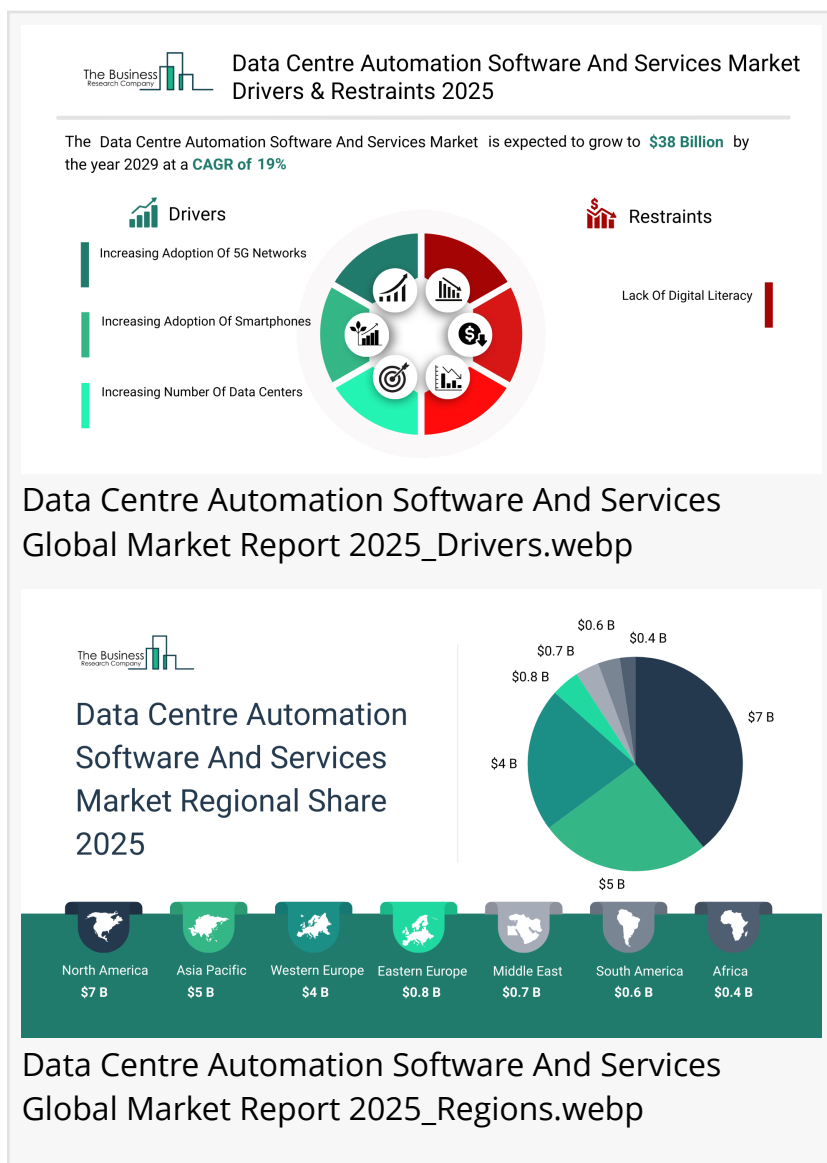 The Business
Research Company
Data Centre Automation Software And Services Market
Drivers & Restraints 2025
The Data Centre Automation Software And Services Market is expected to grow to $38 Billion by
the year 2029 at a CAGR of 19%
Drivers
Restraints
Increasing Adoption Of 5G Networks
Increasing Adoption Of Smartphones
Increasing Number Of Data Centers
Lack Of Digital Literacy
Data Centre Automation Software And Services
Global Market Report 2025_Drivers.webp
The Business
Research Company
Data Centre Automation
Software And Services
Market Regional Share
2025
$0.6 B
$0.4 B
$0.7 B
$0.8 B
$7 B
$4 B
$5 B
North America
$7 B
Asia Pacific
$5 B
Western Europe
$4 B
Eastern Europe
$0.8 B
Middle East
$0.7 B
South America
$0.6 B
Africa
$0.4 B
Data Centre Automation Software And Services
Global Market Report 2025_Regions.webp